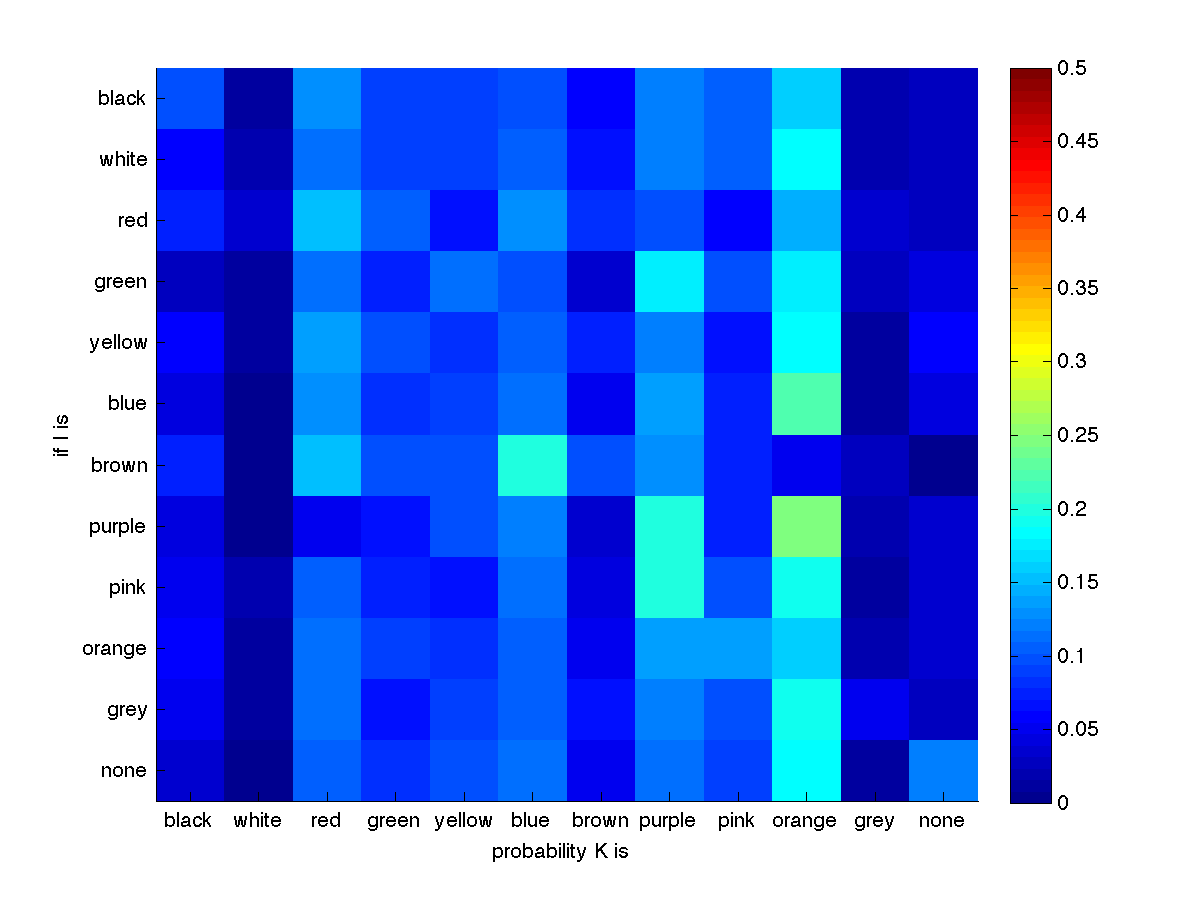 if I is
black
white
red
green
yellow
blue
brown
purple
pink
orange
grey
none
black white red green yellow blue brown purple pink orange grey none
probability K is
0.5
0.45
0.4
0.35
0.3
0.25
0.2
0.15
0.1
0.05
0